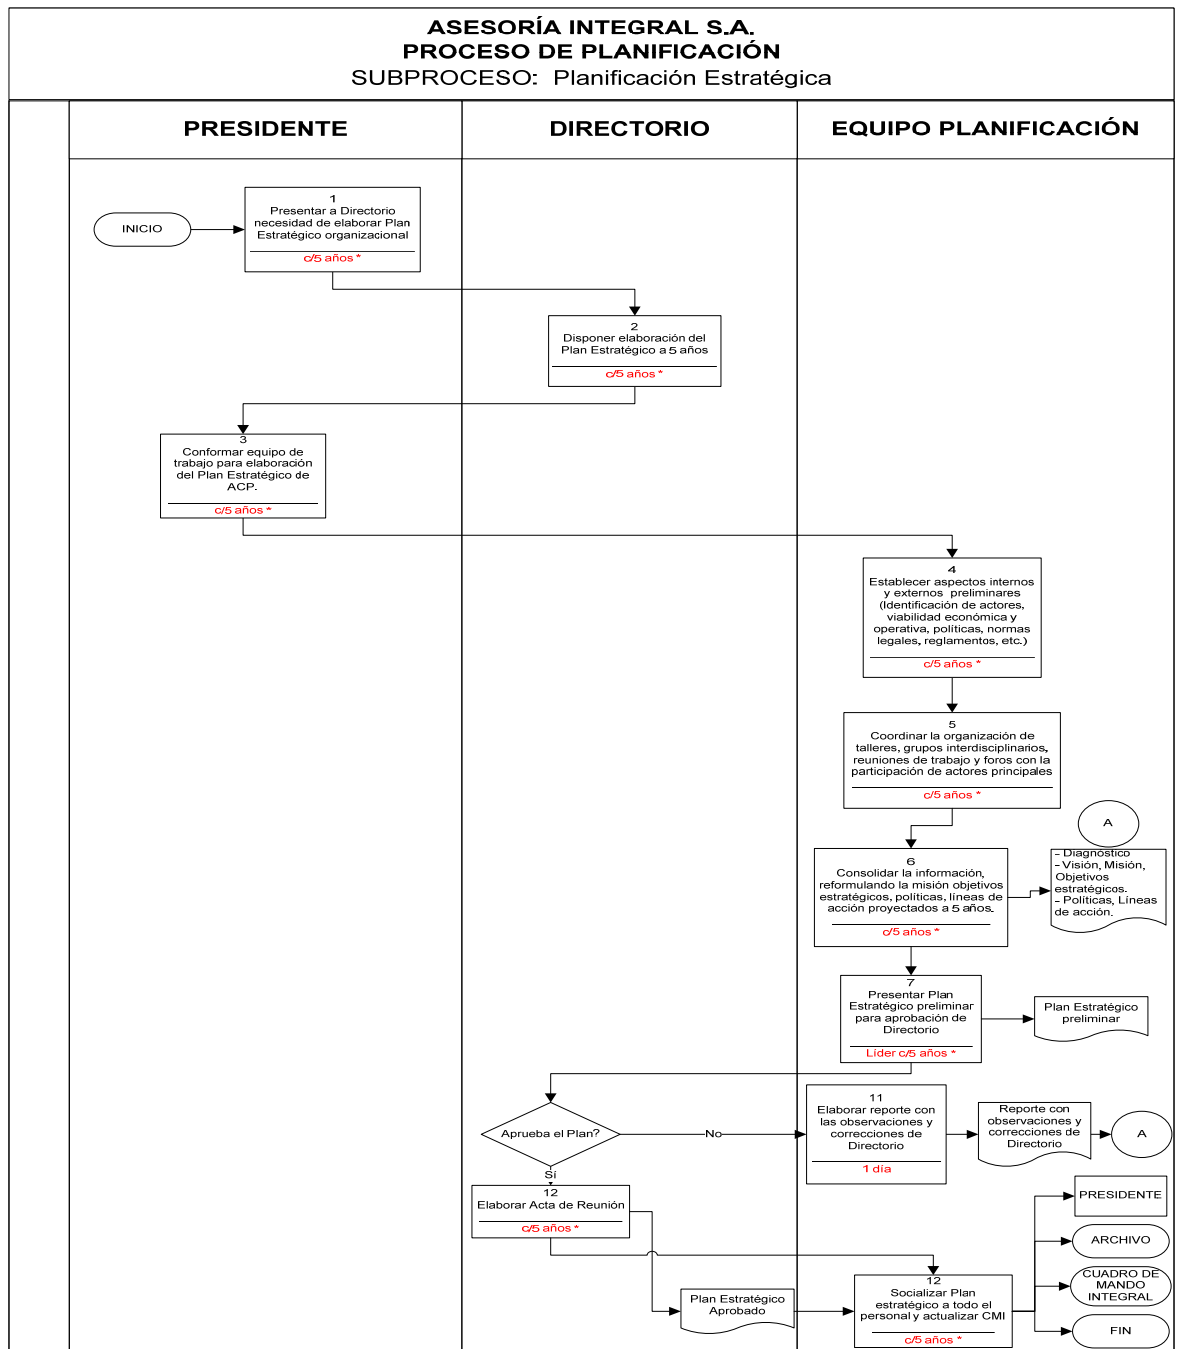 ASESORÍA INTEGRAL S.A.
PROCESO DE PLANIFICACIÓN
SUBPROCESO: Planificación Estratégica
PRESIDENTE
DIRECTORIO
EQUIPO PLANIFICACIÓN
INICIO
1
Presentar a Directorio
necesidad de elaborar Plan
Estratégico organizacional
c/5 años *
2
Disponer elaboración del
Plan Estratégico a 5 años
c/5 años *
3
Conformar equipo de
trabajo para elaboración
del Plan Estratégico de
ACP.
c/5 años *
4
Establecer aspectos internos
y externos preliminares
(Identificación de actores,
viabilidad económica y
operativa, políticas, normas
legales, reglamentos, etc.)
c/5 años *
5
Coordinar la organización de
talleres, grupos interdisciplinarios,
reuniones de trabajo y foros con la
participación de actores principales
c/5 años *
A
6
Consolidar la información,
reformulando la misión objetivos
estratégicos, políticas, líneas de
acción proyectados a 5 años.
c/5 años *
- Diagnóstico
- Visión, Misión,
Objetivos
estratégicos.
- Políticas, Líneas
de acción.
7
Presentar Plan
Estratégico preliminar
para aprobación de
Directorio
Líder c/5 años *
Plan Estratégico
preliminar
Aprueba el Plan?
No
11
Elaborar reporte con
las observaciones y
correcciones de
Directorio
1 día
Reporte con
observaciones y
correcciones de
Directorio
A
Sí
12
Elaborar Acta de Reunión
c/5 años *
PRESIDENTE
ARCHIVO
CUADRO DE
MANDO
INTEGRAL
FIN
Plan Estratégico
Aprobado
12
Socializar Plan
estratégico a todo el
personal y actualizar CMI
c/5 años *